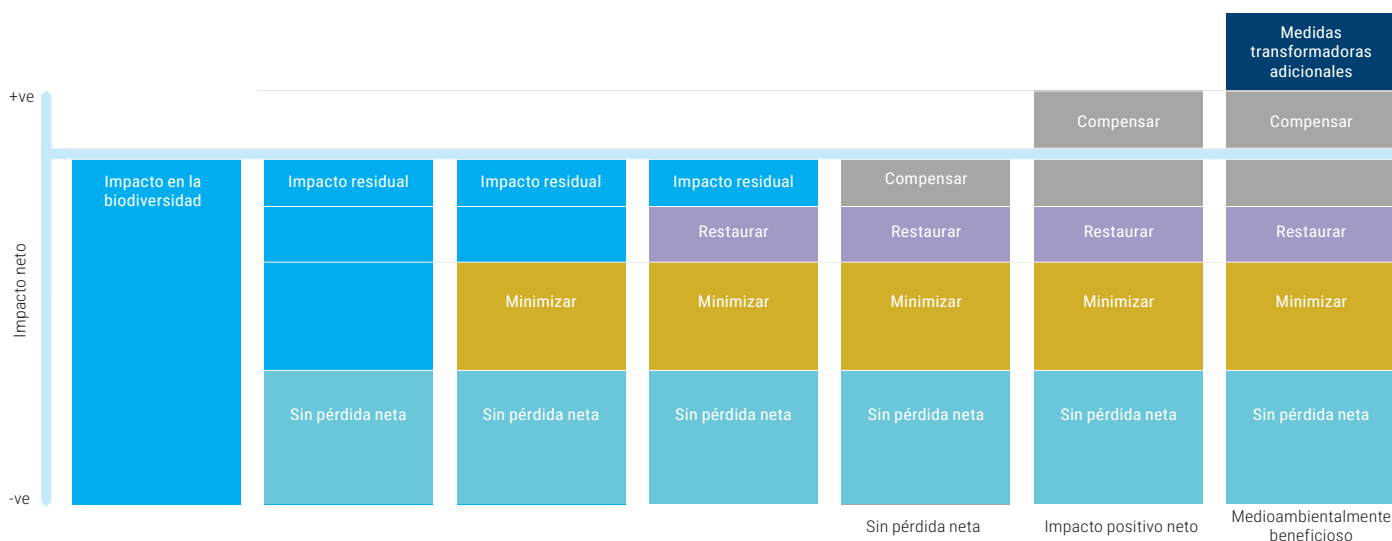 Medidas
transformadoras
adicionales
+ve
Compensar
Compensar
Impacto en la
biodiversidad
Impacto residual
Impacto residual
Impacto residual
Compensar
Restaurar
Restaurar
Restaurar
Restaurar
Impacto neto
Minimizar
Minimizar
Minimizar
Minimizar
Minimizar
Sin pérdida neta
Sin pérdida neta
Sin pérdida neta
Sin pérdida neta
Sin pérdida neta
Sin pérdida neta
-ve
Sin pérdida neta
Impacto positivo neto
Medioambientalmente
beneficioso